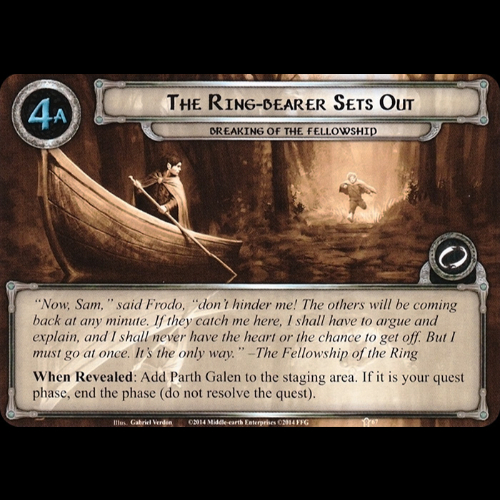 4A
THE RING-BEARER SETS OUT
BREAKING OF THE FELLOWSHIP
“Now, Sam,” said Frodo, “don’t hinder me! The others will be coming
back at any minute. If they catch me here, I shall have to argue and
explain, and I shall never have the heart or the chance to get off. But I
must go at once. It’s the only way.” –The Fellowship of the Ring
When Revealed: Add Parth Galen to the staging area. If it is your quest
phase, end the phase (do not resolve the quest).
Illus. Gabriel Verdon ©2014 Middle-earth Enterprises ©2014 FFG 67